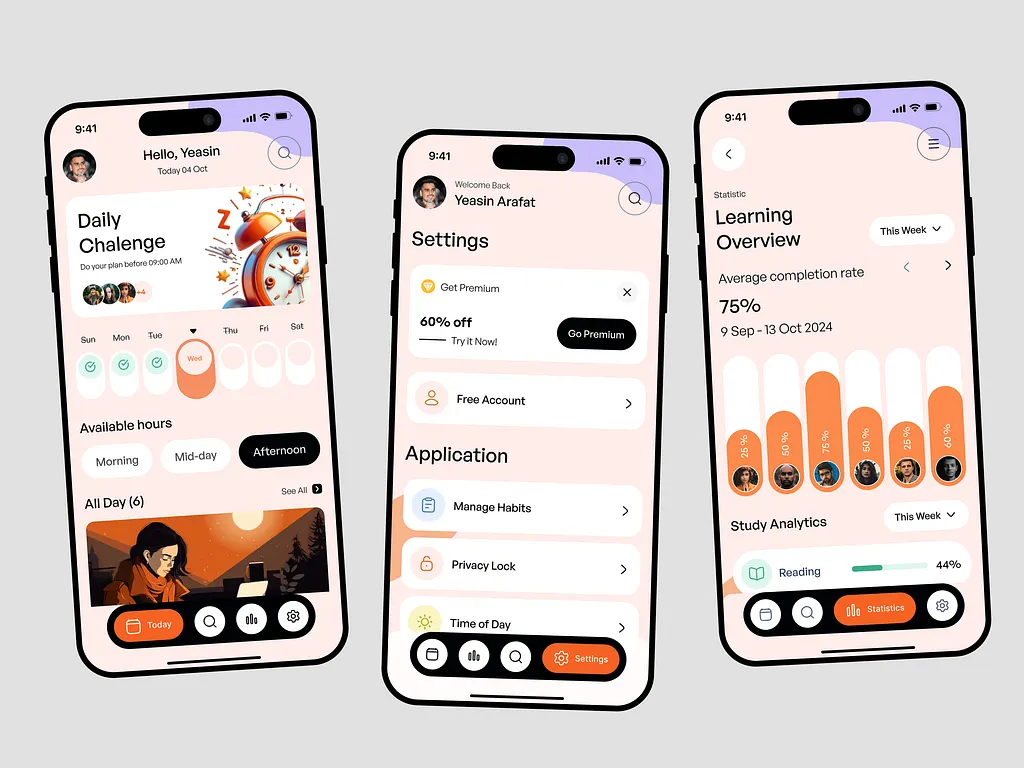 9:41
Hello, Yeasin
Today 04 Oct
Daily
Chalenge
Do your plan before 09:00 AM
+4
Z
12
Sun Mon Tue Thu Fri Sat
Wed
Available hours
Morning Mid-day Afternoon
All Day (6) See All
Today
9:41
Welcome Back
Yeasin Arafat
Settings
Get Premium
60% off
Try it Now!
Go Premium
Free Account
Application
Manage Habits
Privacy Lock
Time of Day
Settings
9:41
Statistic
Learning
Overview
This Week
Average completion rate
75%
9 Sep - 13 Oct 2024
25 % 50 % 75 % 50 % 25 % 60 %
Study Analytics
This Week
Reading 44%
Statistics